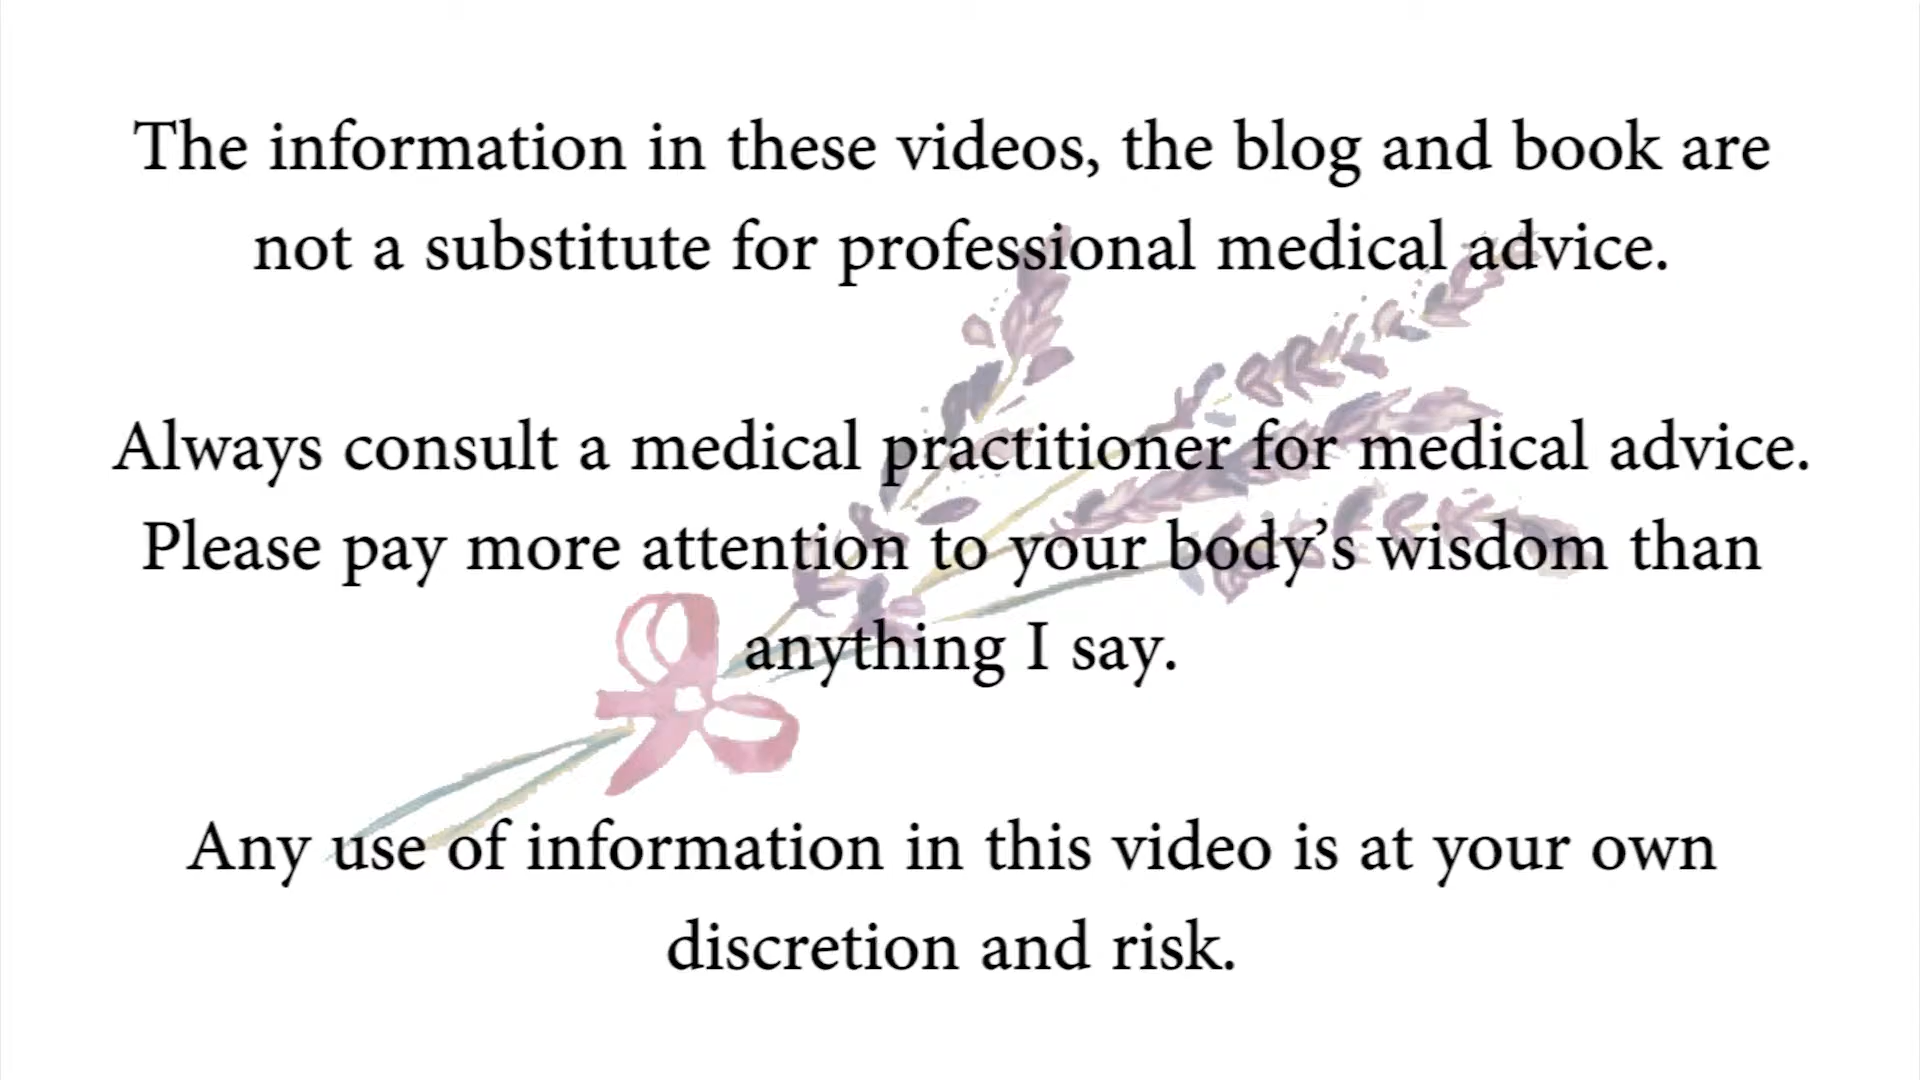 The information in these videos, the blog and book are
not a substitute for professional medical advice.
Always consult a medical practitioner for medical advice.
Please pay more attention to your body’s wisdom than
anything I say.
Any use of information in this video is at your own
discretion and risk.